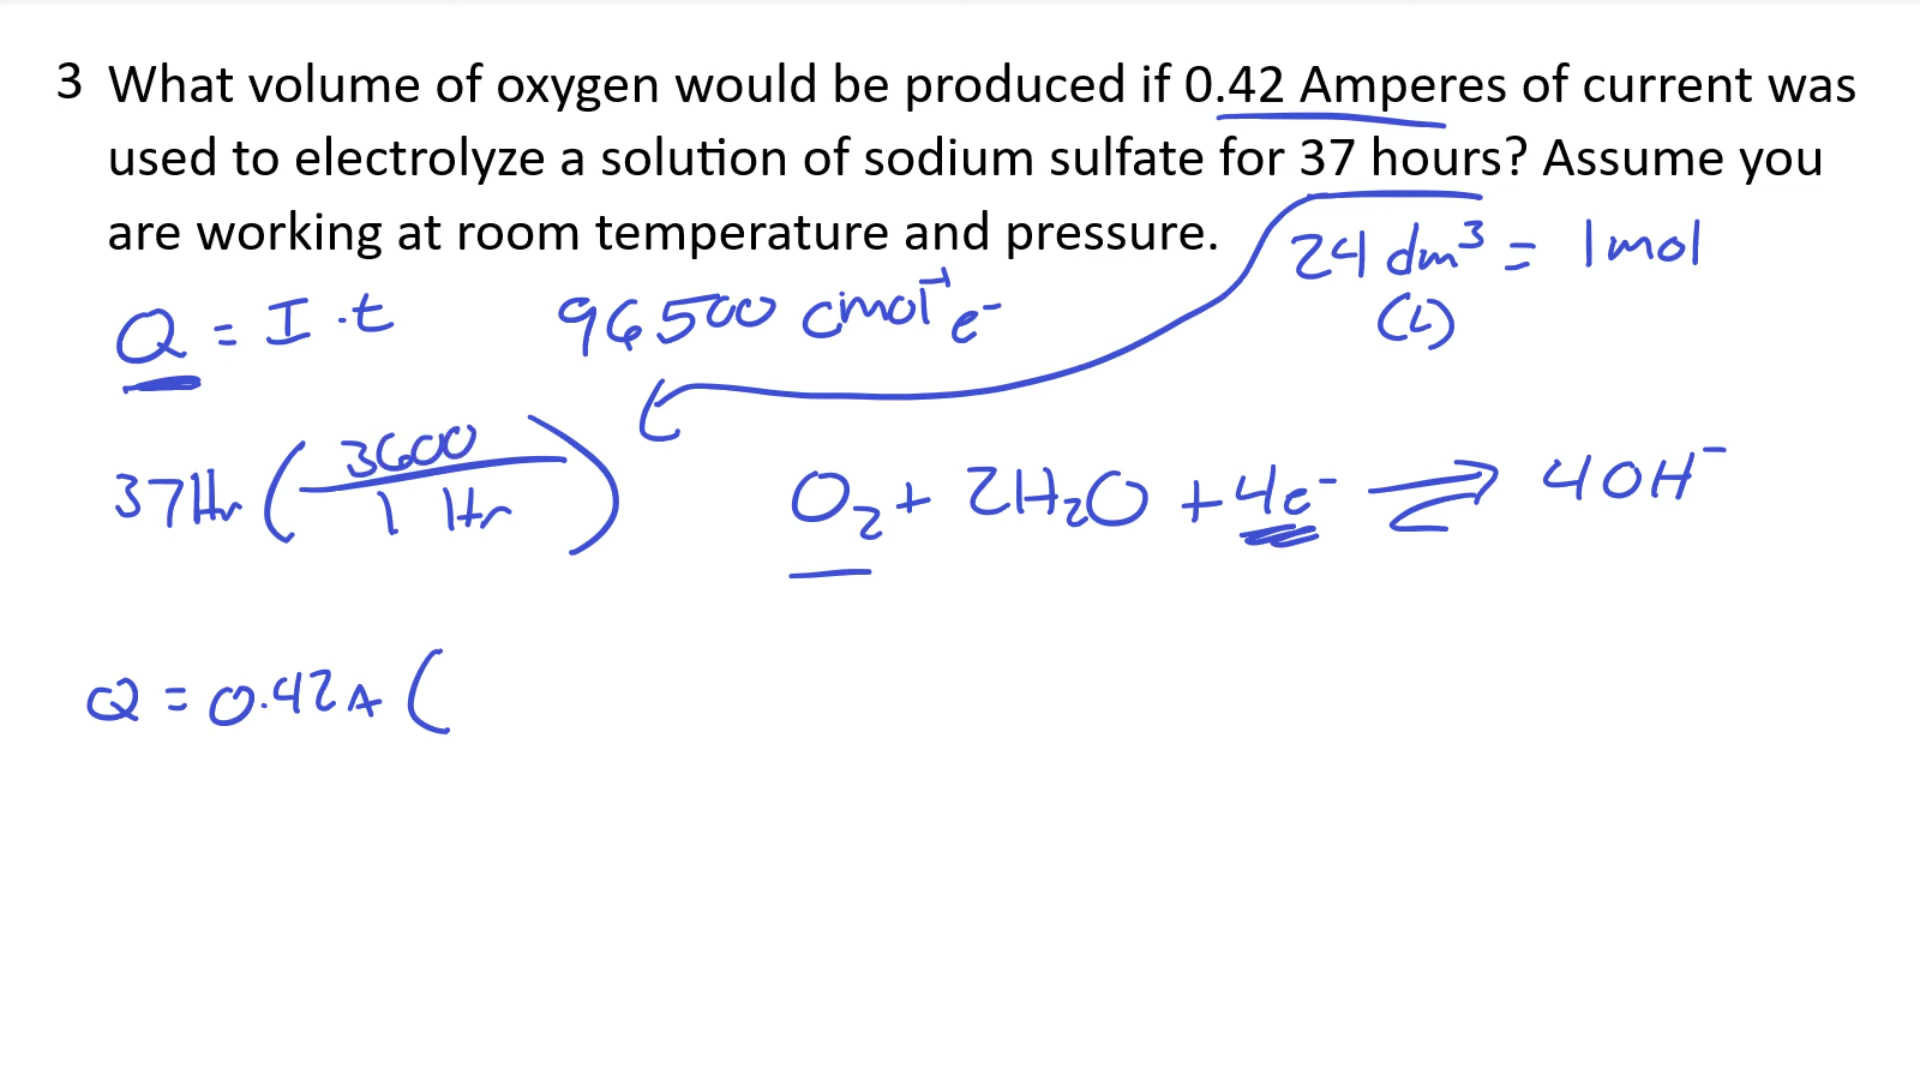 3 What volume of oxygen would be produced if 0.42 Amperes of current was
used to electrolyze a solution of sodium sulfate for 37 hours? Assume you
are working at room temperature and pressure.
24 dm³ = 1 mol
(L)
Q = I · t 96500 cmol⁻¹ e⁻
37Hr ( 3600 / 1 Hr )
O₂ + 2H₂O + 4e⁻ ⇌ 4OH⁻
Q = 0.42A (